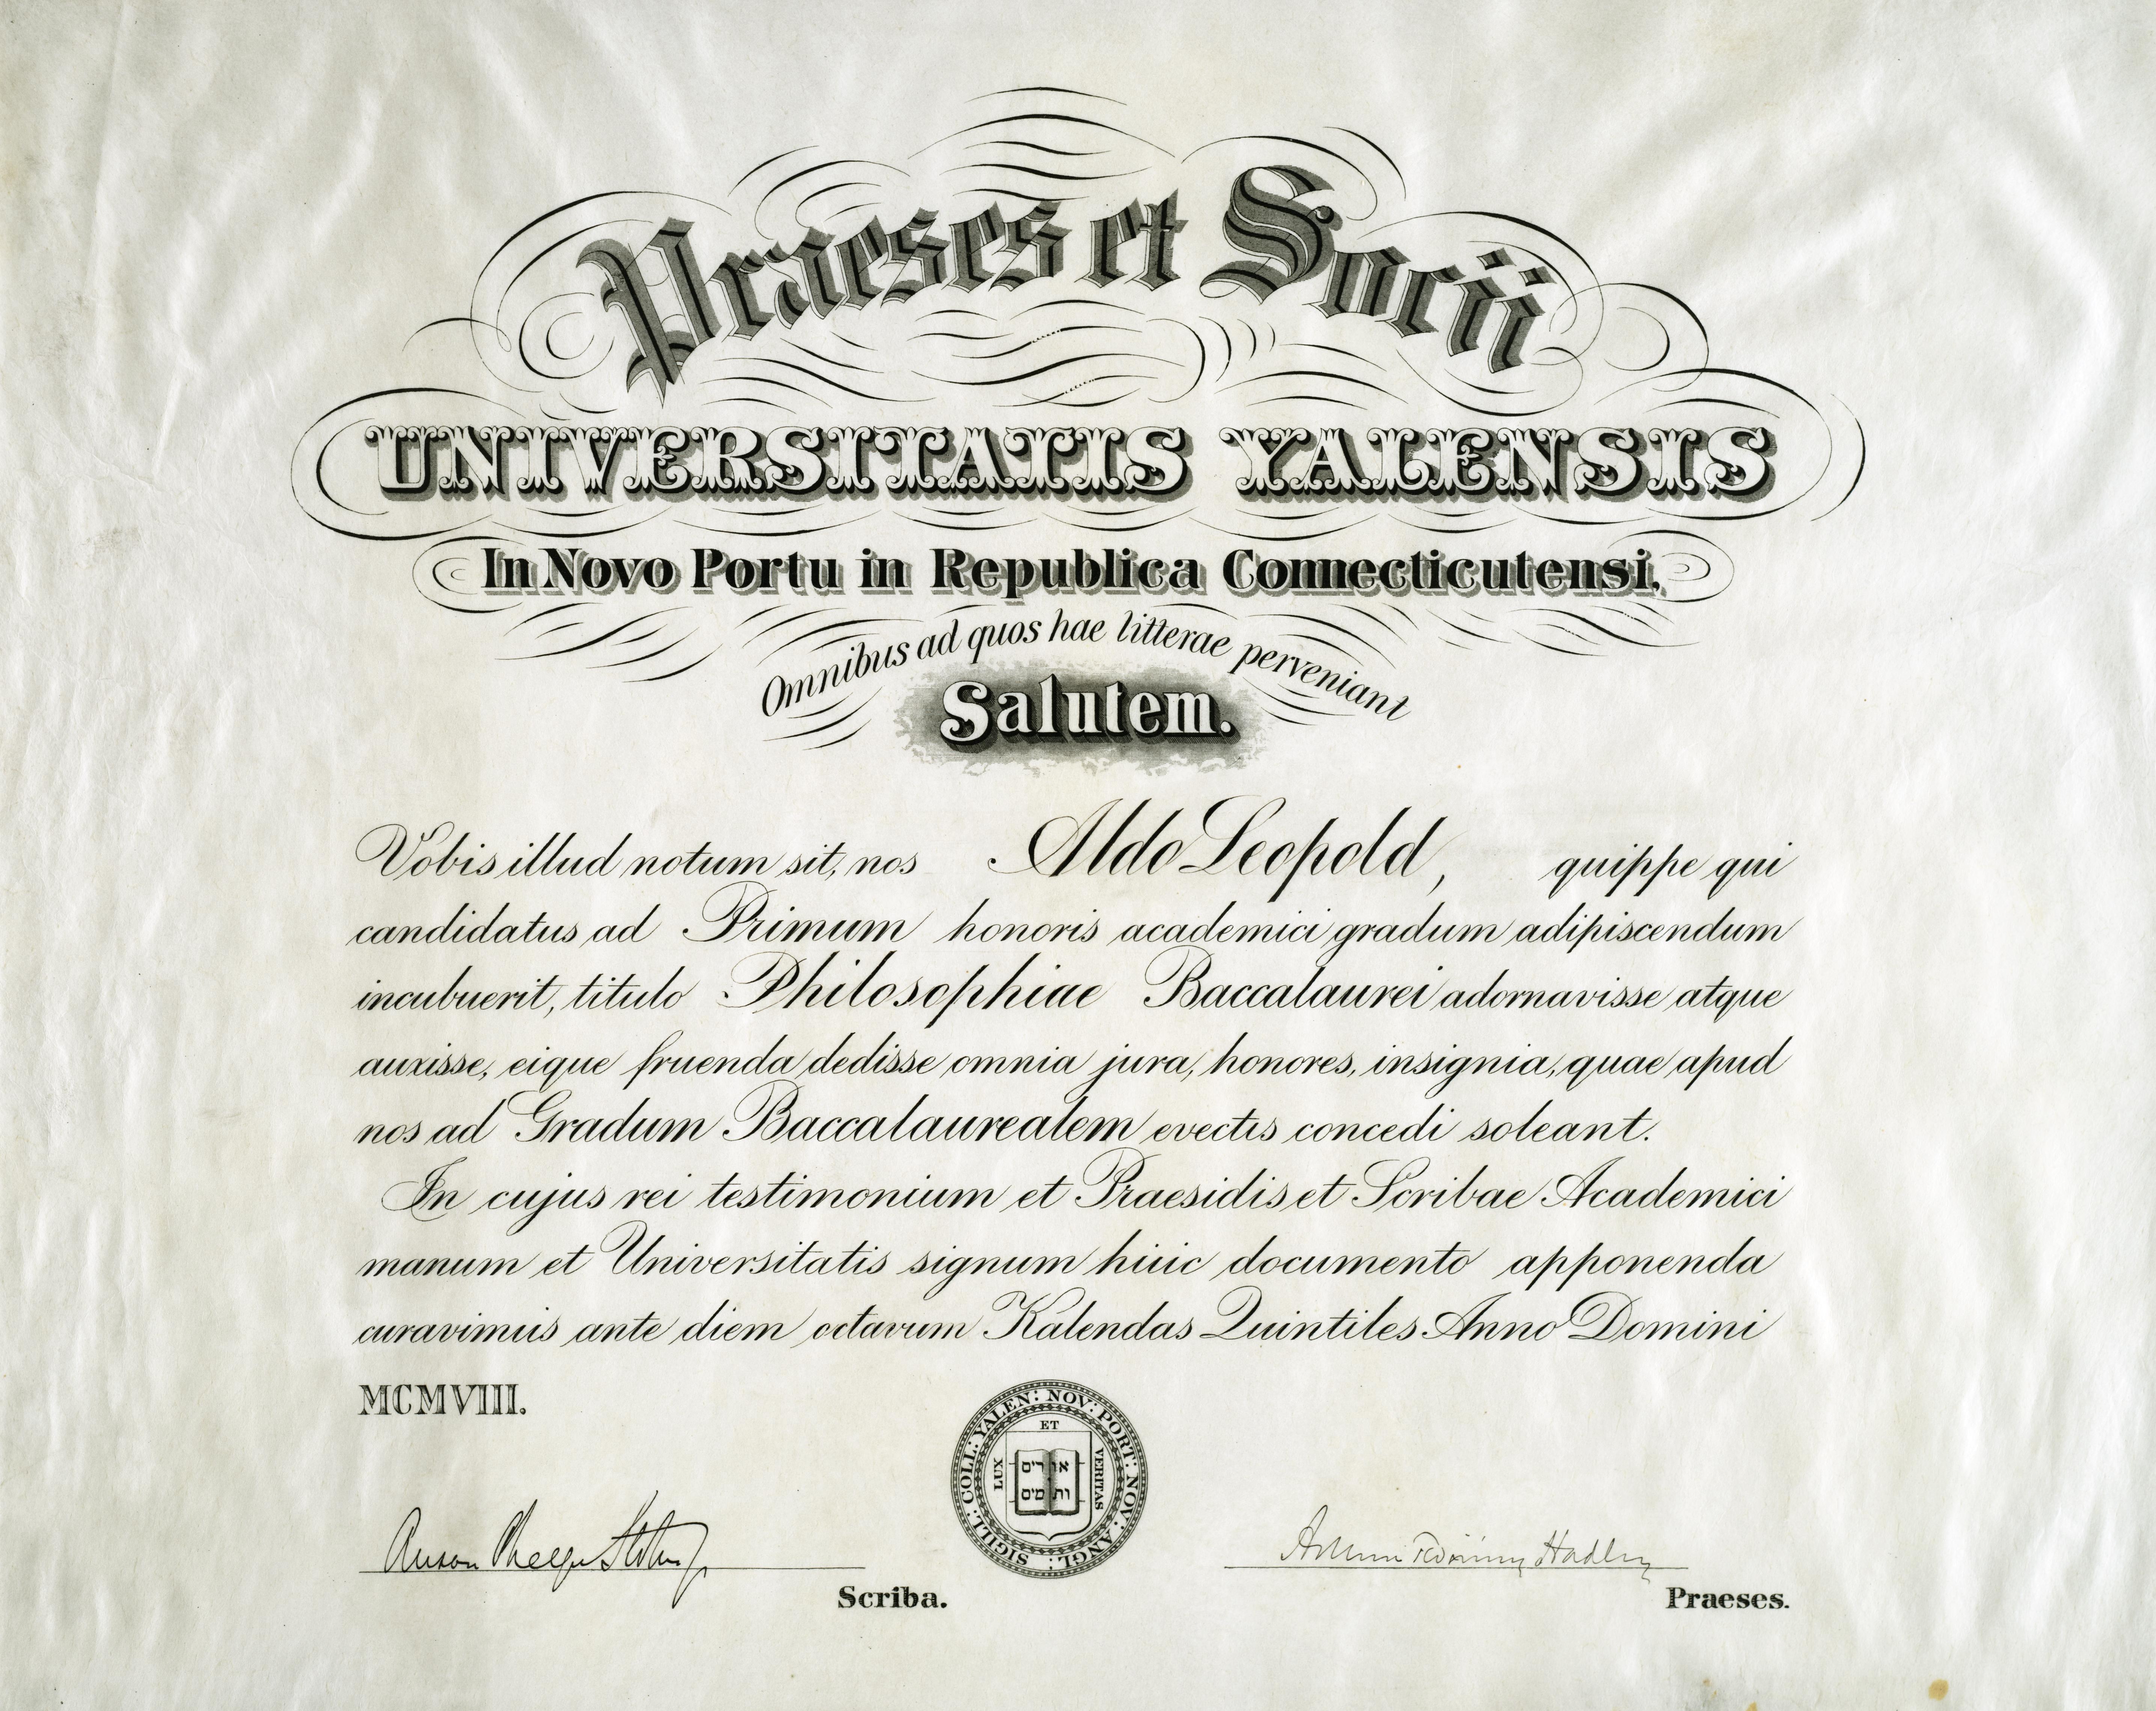 Praeses et Socii
UNIVERSITATIS YALENSIS
In Novo Portu in Republica Connecticutensi,
Omnibus ad quos hae litterae perveniant
Salutem.
Vobis illud notum sit, nos Aldo Leopold, quippe qui
candidatus ad Primum honoris academici gradum adipiscendum
incubuerit, titulo Philosophiae Baccalaurei adornavisse atque
auxisse, eique fruenda dedisse omnia jura, honores, insignia, quae apud
nos ad Gradum Baccalaurealem evectis concedi soleant.
In cujus rei testimonium et Praesidis et Scribae Academici
manum et Universitatis signum huic documento apponenda
curavimus ante diem octavum Kalendas Quintiles Anno Domini
MCMVIII.
SIGILL: COLL: YALEN: NOV: PORT: NOV: ANGL:
LUX ET VERITAS
אורים
ותמים
Anson Phelps Stokes Jr
Scriba.
Arthur Twining Hadley
Praeses.